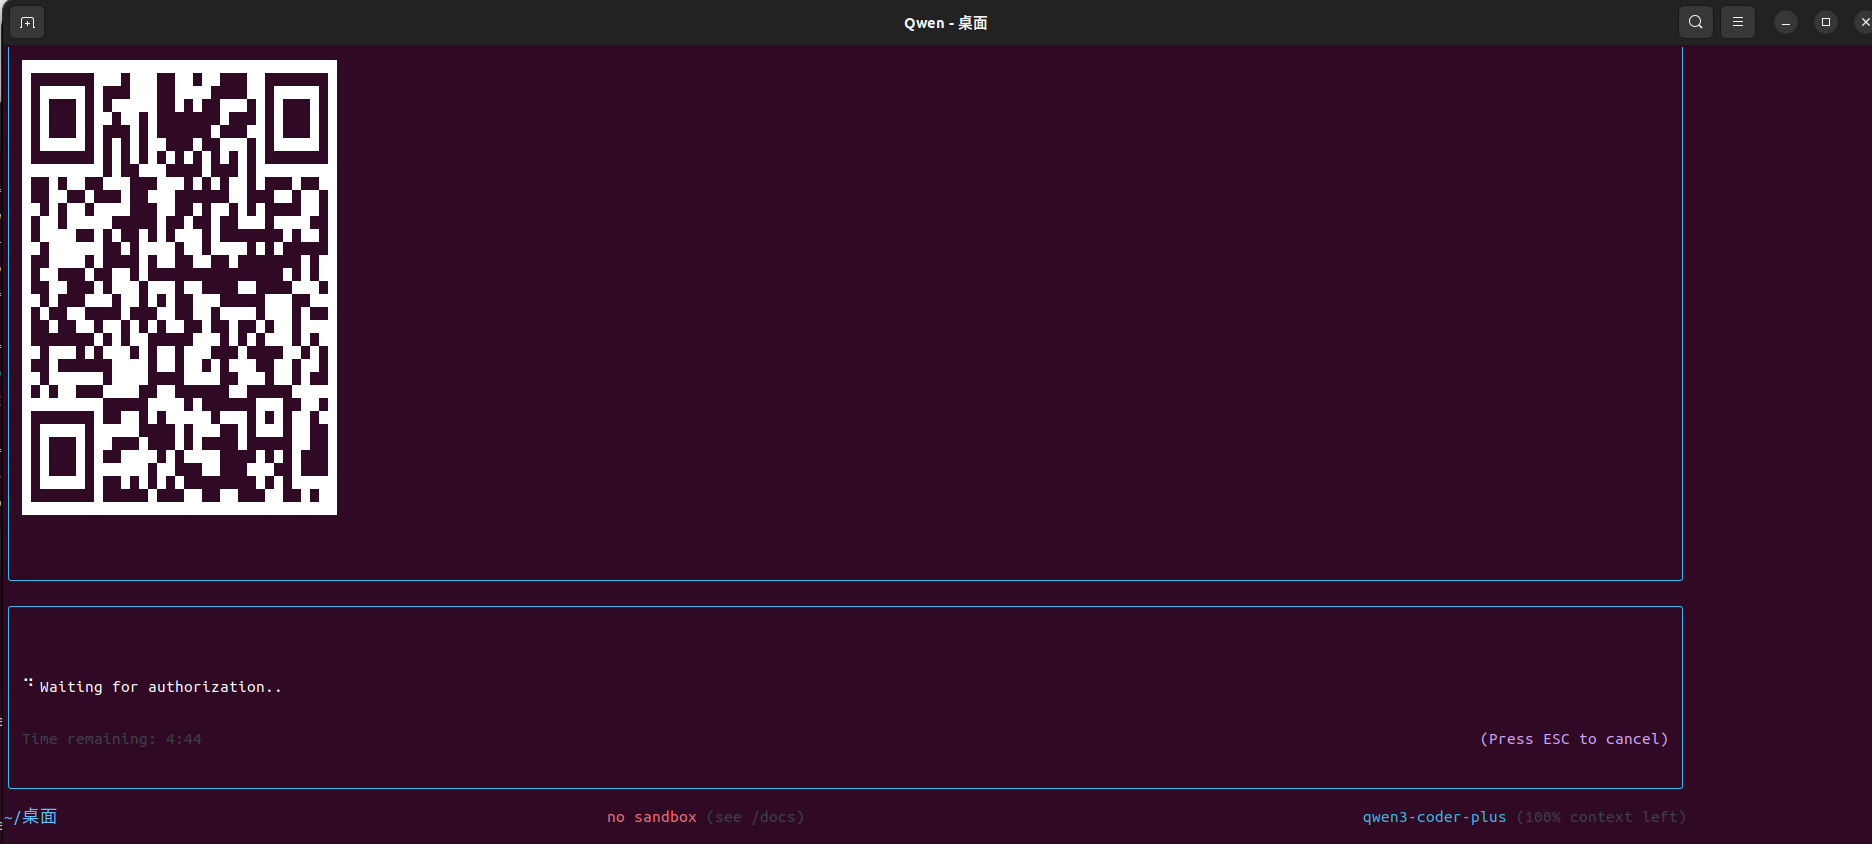 Qwen - 桌面
Waiting for authorization..
Time remaining: 4:44
(Press ESC to cancel)
~/桌面
no sandbox (see /docs)
qwen3-coder-plus (100% context left)